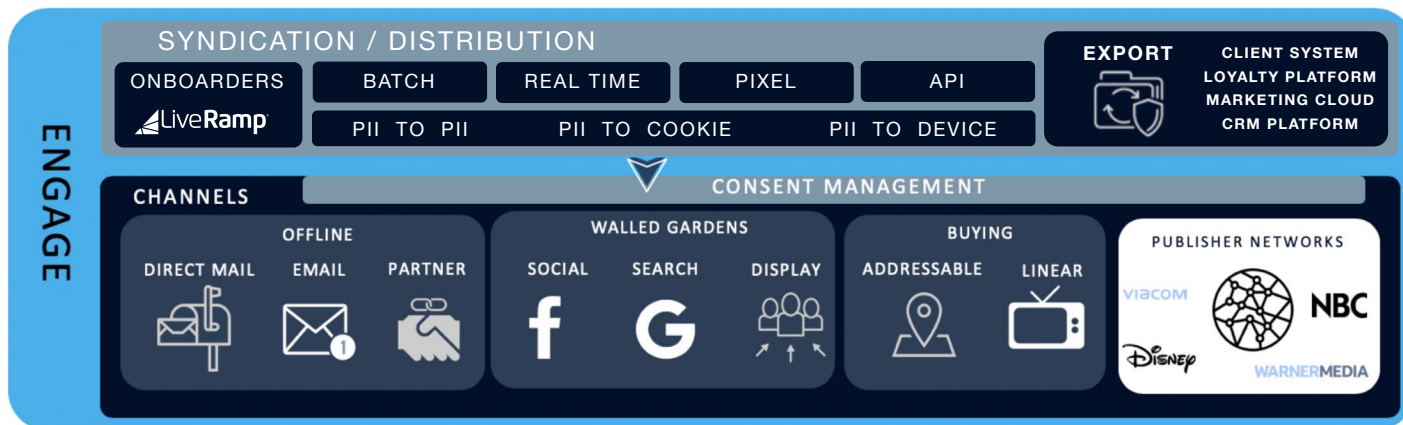 ENGAGE
SYNDICATION / DISTRIBUTION
ONBOARDERS
LiveRamp
BATCH
REAL TIME
PIXEL
API
PII TO PII
PII TO COOKIE
PII TO DEVICE
EXPORT
CLIENT SYSTEM
LOYALTY PLATFORM
MARKETING CLOUD
CRM PLATFORM
CHANNELS
CONSENT MANAGEMENT
OFFLINE
DIRECT MAIL
EMAIL
PARTNER
1
WALLED GARDENS
SOCIAL
SEARCH
DISPLAY
f
G
BUYING
ADDRESSABLE
LINEAR
PUBLISHER NETWORKS
VIACOM
NBC
DISNEY
WARNERMEDIA